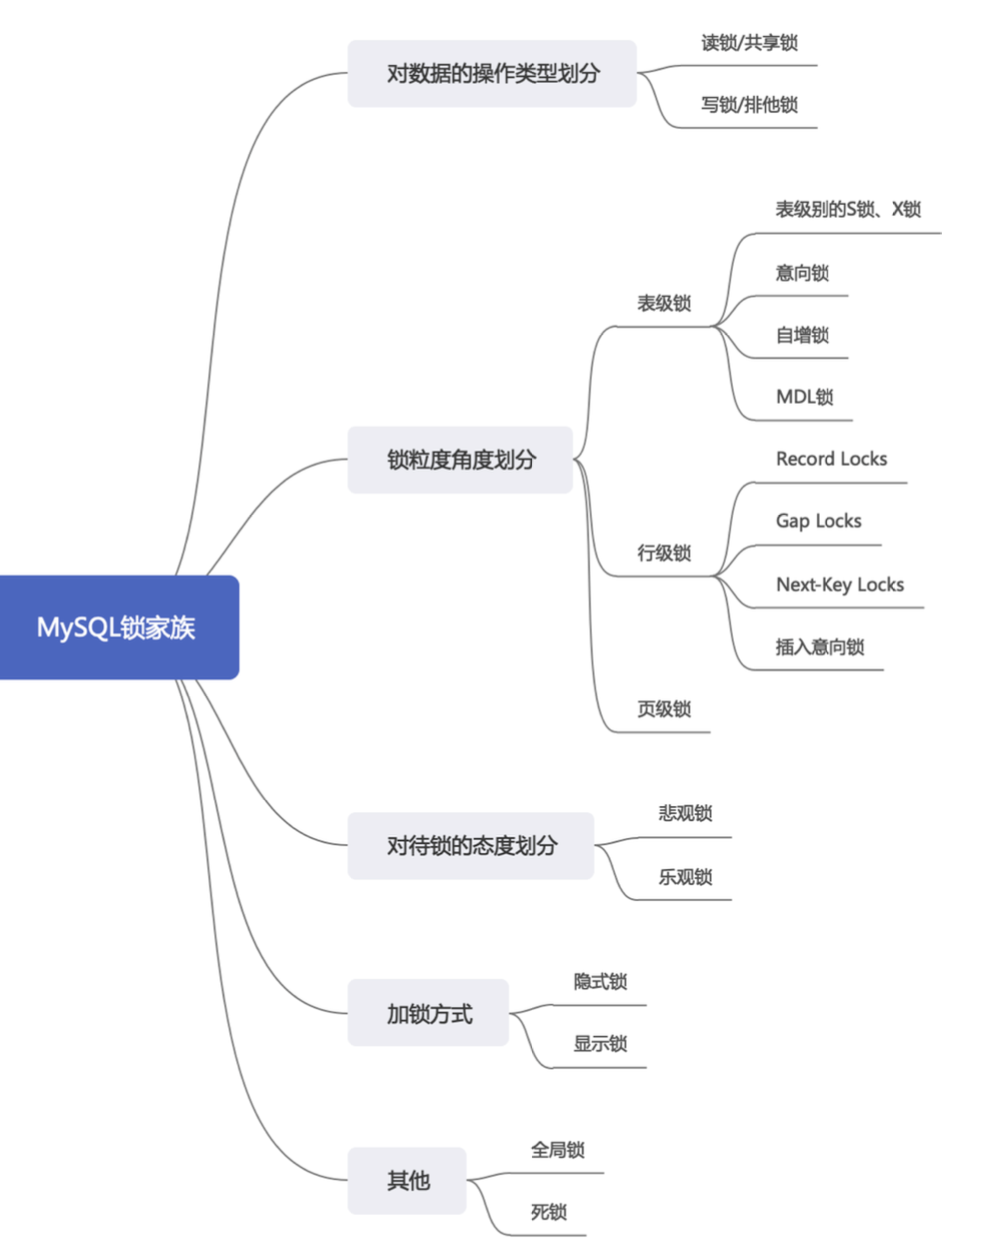 MySQL锁家族
对数据的操作类型划分
读锁/共享锁
写锁/排他锁
锁粒度角度划分
表级锁
表级别的S锁、X锁
意向锁
自增锁
MDL锁
行级锁
Record Locks
Gap Locks
Next-Key Locks
插入意向锁
页级锁
对待锁的态度划分
悲观锁
乐观锁
加锁方式
隐式锁
显示锁
其他
全局锁
死锁